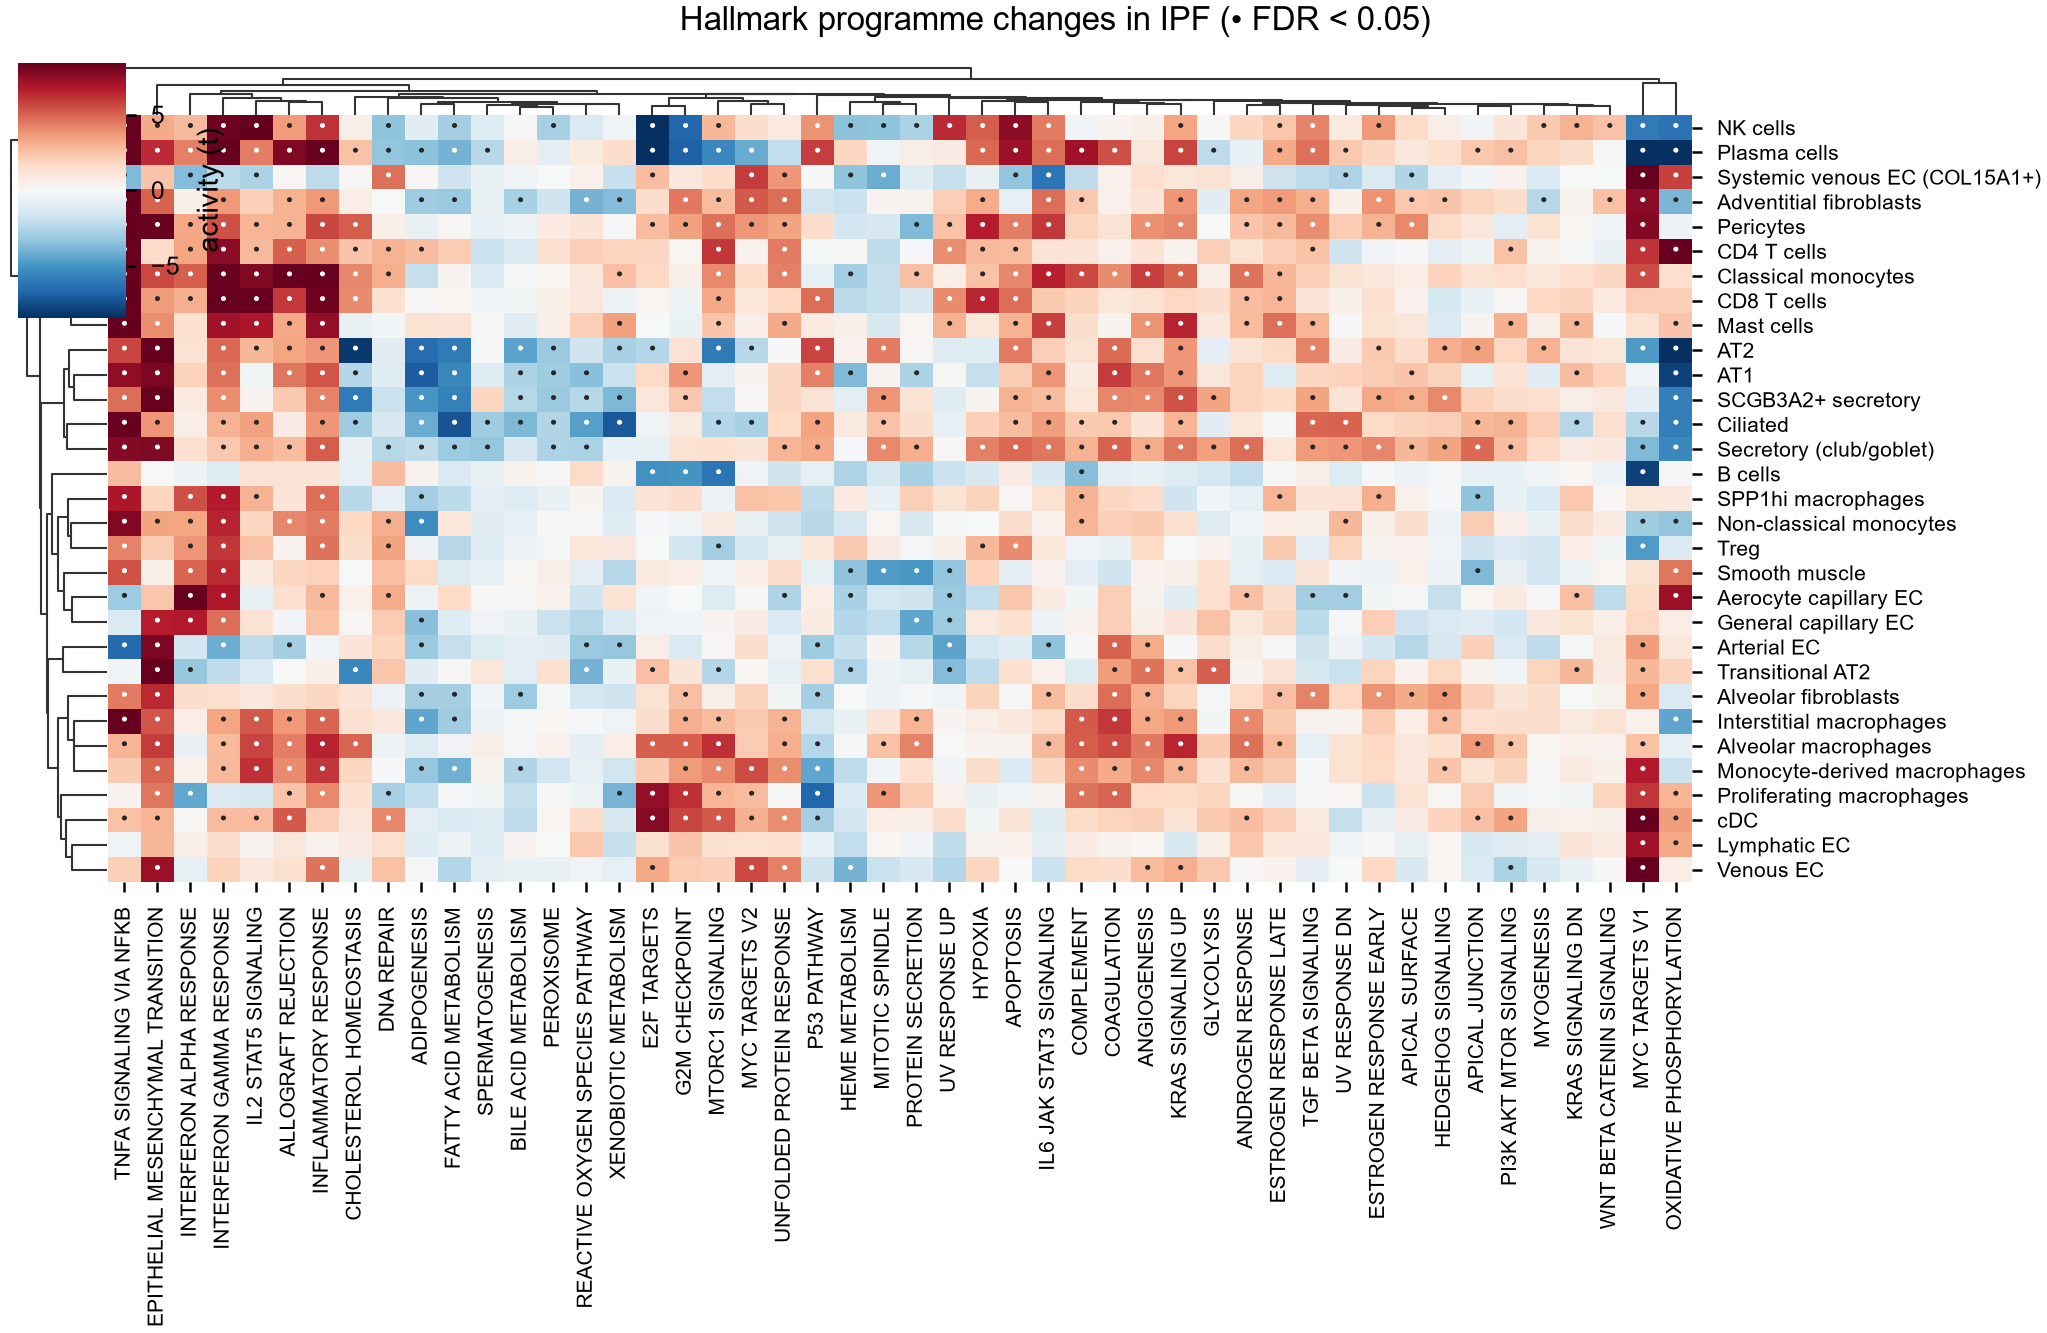 Hallmark programme changes in IPF (• FDR < 0.05)
5
0
−5
activity (t)
NK cells
Plasma cells
Systemic venous EC (COL15A1+)
Adventitial fibroblasts
Pericytes
CD4 T cells
Classical monocytes
CD8 T cells
Mast cells
AT2
AT1
SCGB3A2+ secretory
Ciliated
Secretory (club/goblet)
B cells
SPP1hi macrophages
Non-classical monocytes
Treg
Smooth muscle
Aerocyte capillary EC
General capillary EC
Arterial EC
Transitional AT2
Alveolar fibroblasts
Interstitial macrophages
Alveolar macrophages
Monocyte-derived macrophages
Proliferating macrophages
cDC
Lymphatic EC
Venous EC
TNFA SIGNALING VIA NFKB
EPITHELIAL MESENCHYMAL TRANSITION
INTERFERON ALPHA RESPONSE
INTERFERON GAMMA RESPONSE
IL2 STAT5 SIGNALING
ALLOGRAFT REJECTION
INFLAMMATORY RESPONSE
CHOLESTEROL HOMEOSTASIS
DNA REPAIR
ADIPOGENESIS
FATTY ACID METABOLISM
SPERMATOGENESIS
BILE ACID METABOLISM
PEROXISOME
REACTIVE OXYGEN SPECIES PATHWAY
XENOBIOTIC METABOLISM
E2F TARGETS
G2M CHECKPOINT
MTORC1 SIGNALING
MYC TARGETS V2
UNFOLDED PROTEIN RESPONSE
P53 PATHWAY
HEME METABOLISM
MITOTIC SPINDLE
PROTEIN SECRETION
UV RESPONSE UP
HYPOXIA
APOPTOSIS
IL6 JAK STAT3 SIGNALING
COMPLEMENT
COAGULATION
ANGIOGENESIS
KRAS SIGNALING UP
GLYCOLYSIS
ANDROGEN RESPONSE
ESTROGEN RESPONSE LATE
TGF BETA SIGNALING
UV RESPONSE DN
ESTROGEN RESPONSE EARLY
APICAL SURFACE
HEDGEHOG SIGNALING
APICAL JUNCTION
PI3K AKT MTOR SIGNALING
MYOGENESIS
KRAS SIGNALING DN
WNT BETA CATENIN SIGNALING
MYC TARGETS V1
OXIDATIVE PHOSPHORYLATION